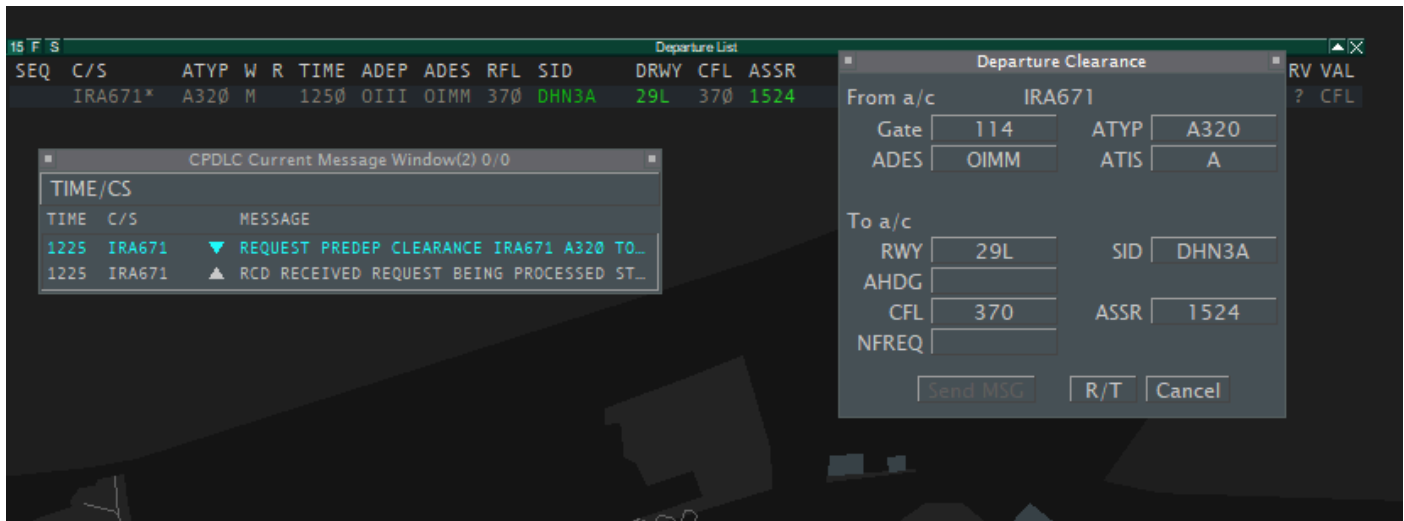 15 F S Departure List
SEQ C/S ATYP W R TIME ADEP ADES RFL SID DRWY CFL ASSR RV VAL
IRA671* A320 M 1250 OIII OIMM 370 DHN3A 29L 370 1524 ? CFL
CPDLC Current Message Window(2) 0/0
TIME/CS
TIME C/S MESSAGE
1225 IRA671 ▼ REQUEST PREDEP CLEARANCE IRA671 A320 TO…
1225 IRA671 ▲ RCD RECEIVED REQUEST BEING PROCESSED ST…
Departure Clearance
From a/c IRA671
Gate 114 ATYP A320
ADES OIMM ATIS A
To a/c
RWY 29L SID DHN3A
AHDG
CFL 370 ASSR 1524
NFREQ
Send MSG R/T Cancel